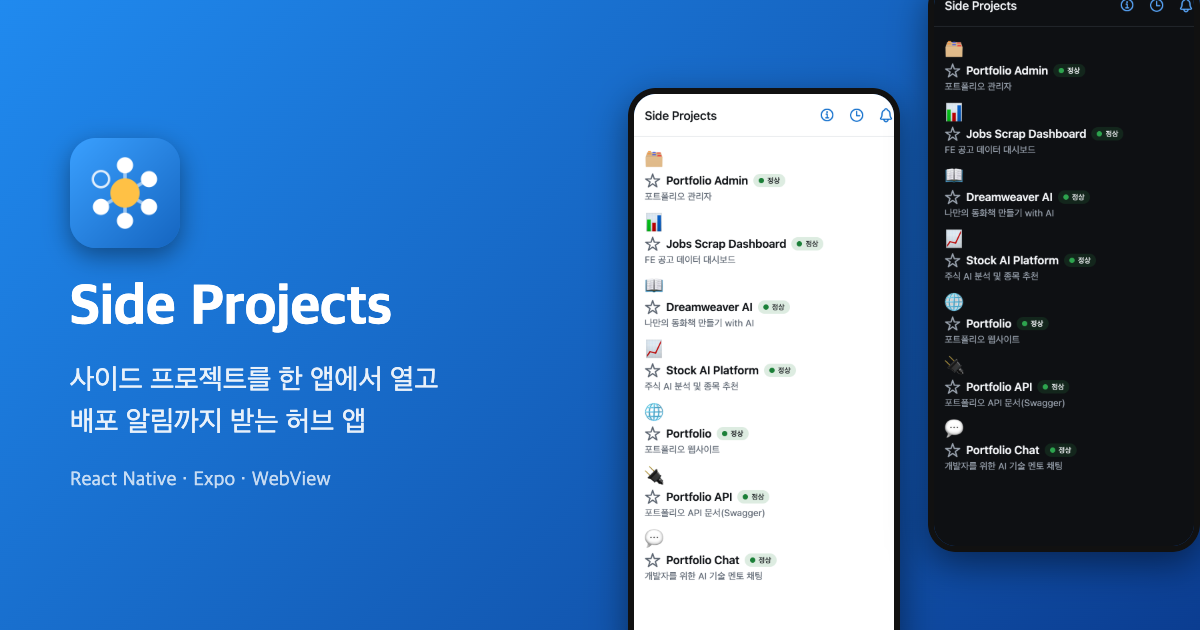 Side Projects
사이드 프로젝트를 한 앱에서 열고
배포 알림까지 받는 허브 앱
React Native · Expo · WebView
Side Projects
Portfolio Admin 정상
포트폴리오 관리자
Jobs Scrap Dashboard 정상
FE 공고 데이터 대시보드
Dreamweaver AI 정상
나만의 동화책 만들기 with AI
Stock AI Platform 정상
주식 AI 분석 및 종목 추천
Portfolio 정상
포트폴리오 웹사이트
Portfolio API 정상
포트폴리오 API 문서(Swagger)
Portfolio Chat 정상
개발자를 위한 AI 기술 멘토 채팅
Side Projects
Portfolio Admin 정상
포트폴리오 관리자
Jobs Scrap Dashboard 정상
FE 공고 데이터 대시보드
Dreamweaver AI 정상
나만의 동화책 만들기 with AI
Stock AI Platform 정상
주식 AI 분석 및 종목 추천
Portfolio 정상
포트폴리오 웹사이트
Portfolio API 정상
포트폴리오 API 문서(Swagger)
Portfolio Chat 정상
개발자를 위한 AI 기술 멘토 채팅